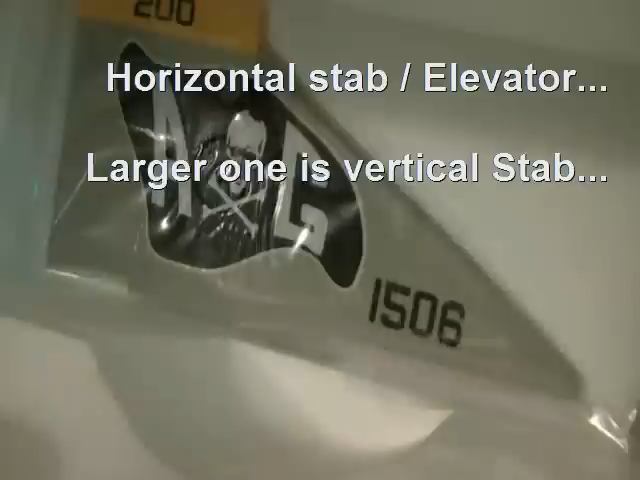 200
Horizontal stab / Elevator...
Larger one is vertical Stab...
A G
1506